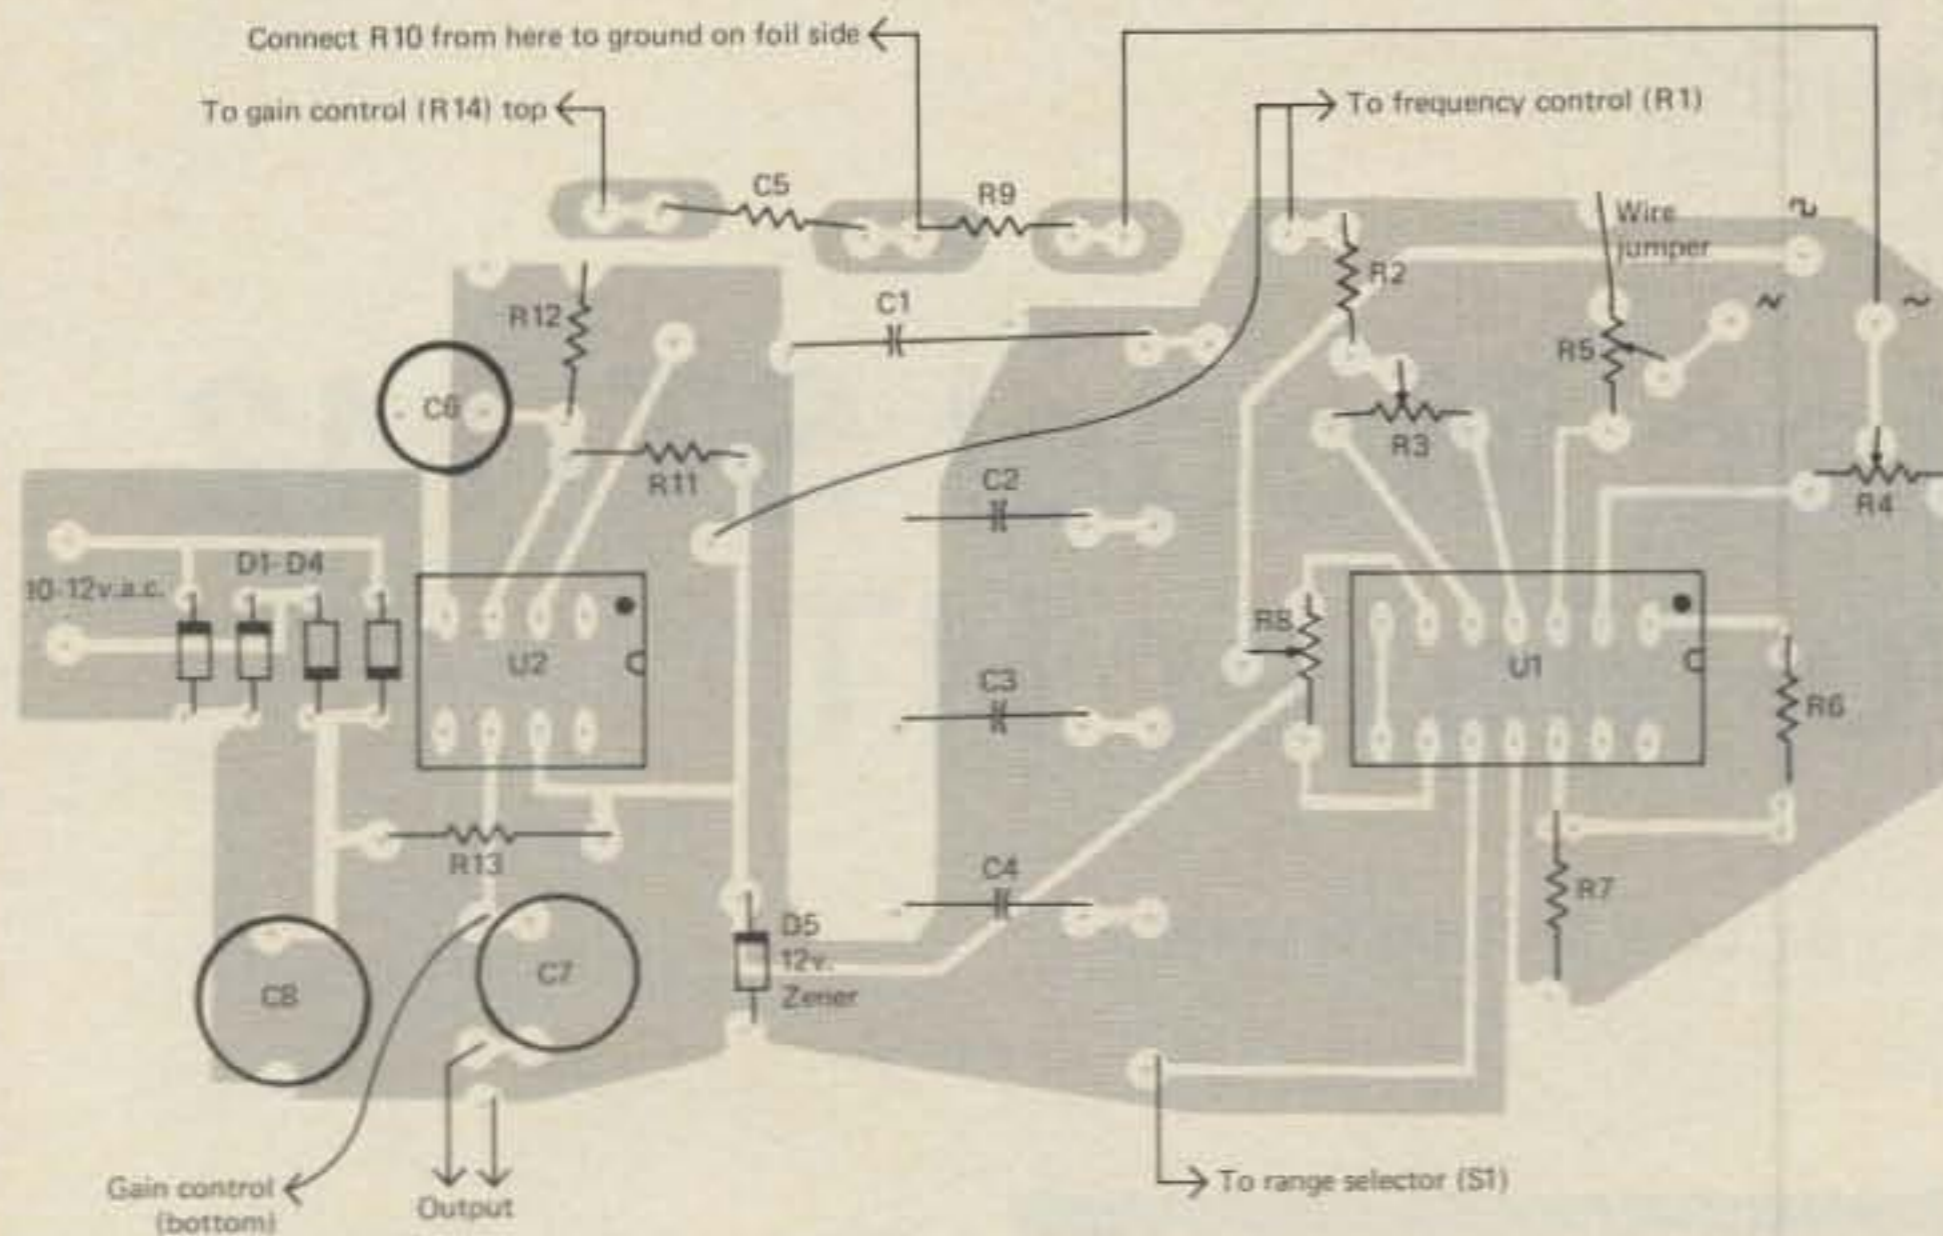 Connect R10 from here to ground on foil side
To gain control (R14) top
To frequency control (R1)
C5
R9
Wire
jumper
R2
C1
R12
R5
C6
R3
R11
C2
R4
D1-D4
10-12v.a.c.
R8
U2
U1
C3
R6
R13
C4
R7
D5
12v.
Zener
C7
C8
Gain control
(bottom)
Output
To range selector (S1)